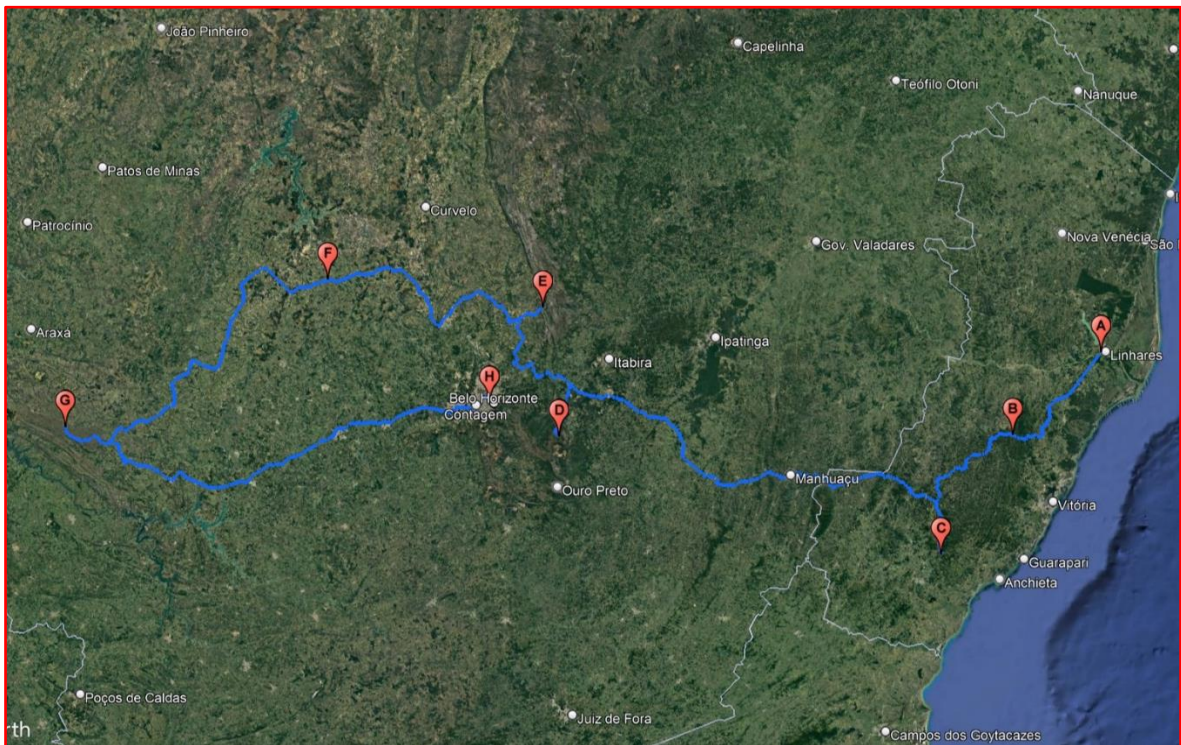 João Pinheiro
Capelinha
Teófilo Otoni
Nanuque
Patos de Minas
Curvelo
Patrocínio
Gov. Valadares
Nova Venécia
São
F
E
Araxá
A
Ipatinga
Linhares
Itabira
H
Belo Horizonte
G
B
D
Contagem
Manhuaçu
Ouro Preto
Vitória
C
Guarapari
Anchieta
Poços de Caldas
Juiz de Fora
rth
Campos dos Goytacazes